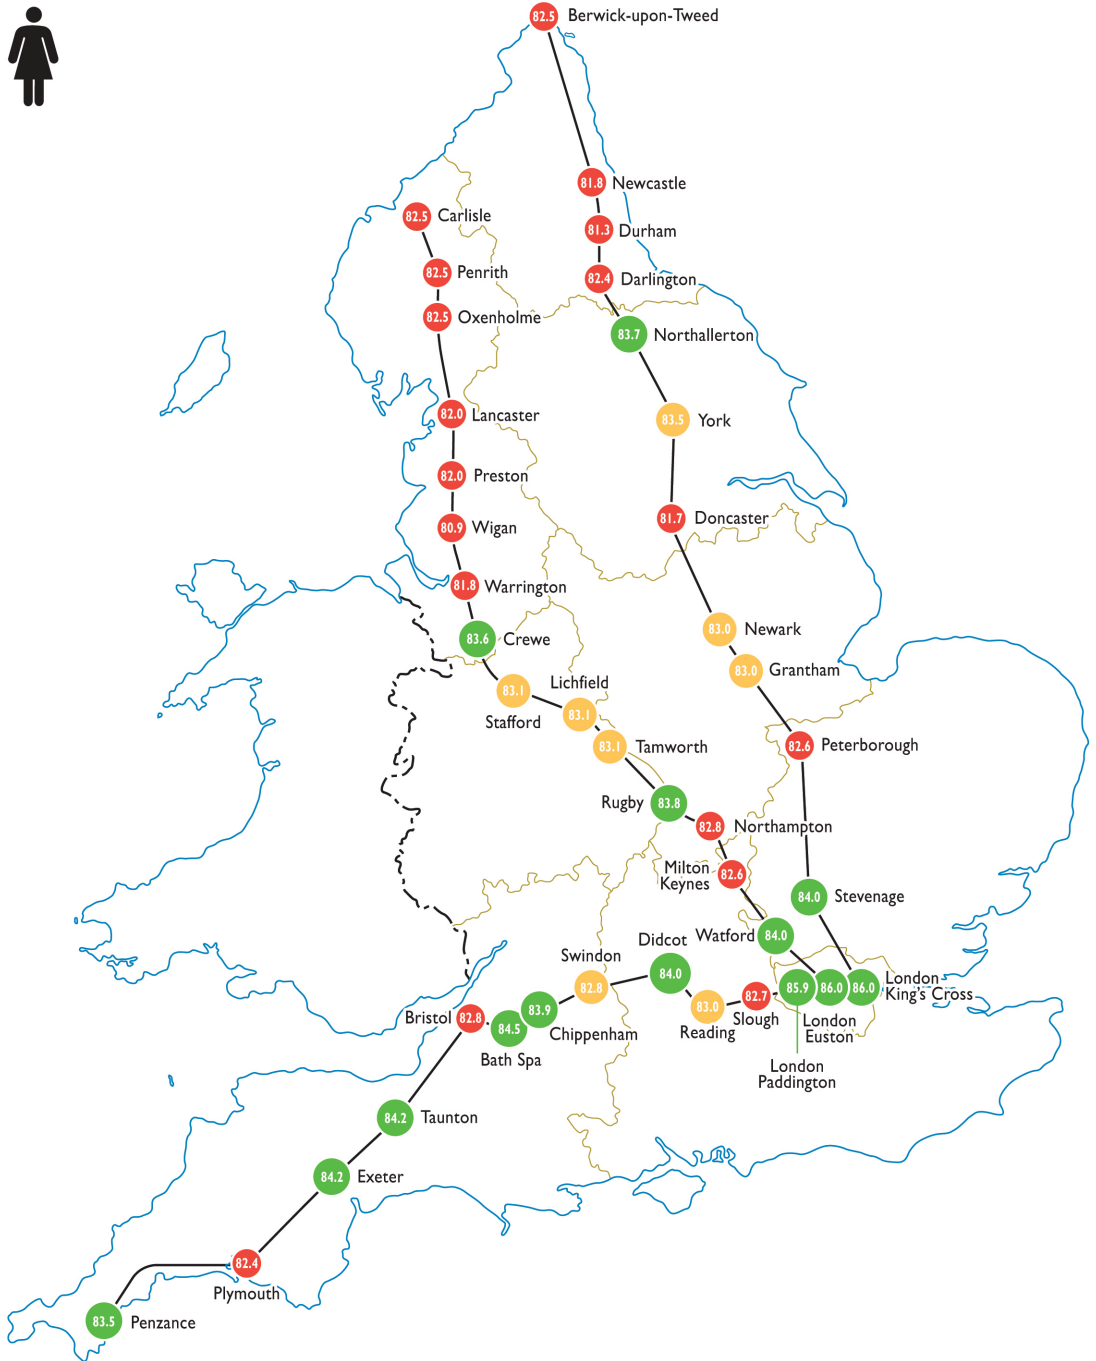 82.5 Berwick-upon-Tweed
81.8 Newcastle
82.5 Carlisle
81.3 Durham
82.5 Penrith
82.4 Darlington
82.5 Oxenholme
83.7 Northallerton
82.0 Lancaster
83.5 York
82.0 Preston
81.7 Doncaster
80.9 Wigan
81.8 Warrington
83.6 Crewe
83.0 Newark
83.0 Grantham
83.1
Stafford
Lichfield
83.1
83.1 Tamworth
82.6 Peterborough
Rugby 83.8
82.8 Northampton
Milton
Keynes
82.6
84.0 Stevenage
Watford 84.0
Didcot
84.0
Swindon
82.8
83.0
Reading
82.7
Slough
85.9
London
Paddington
86.0
London
Euston
86.0
London
King's Cross
83.9
Chippenham
Bristol 82.8
84.5
Bath Spa
84.2 Taunton
84.2 Exeter
82.4
Plymouth
83.5 Penzance